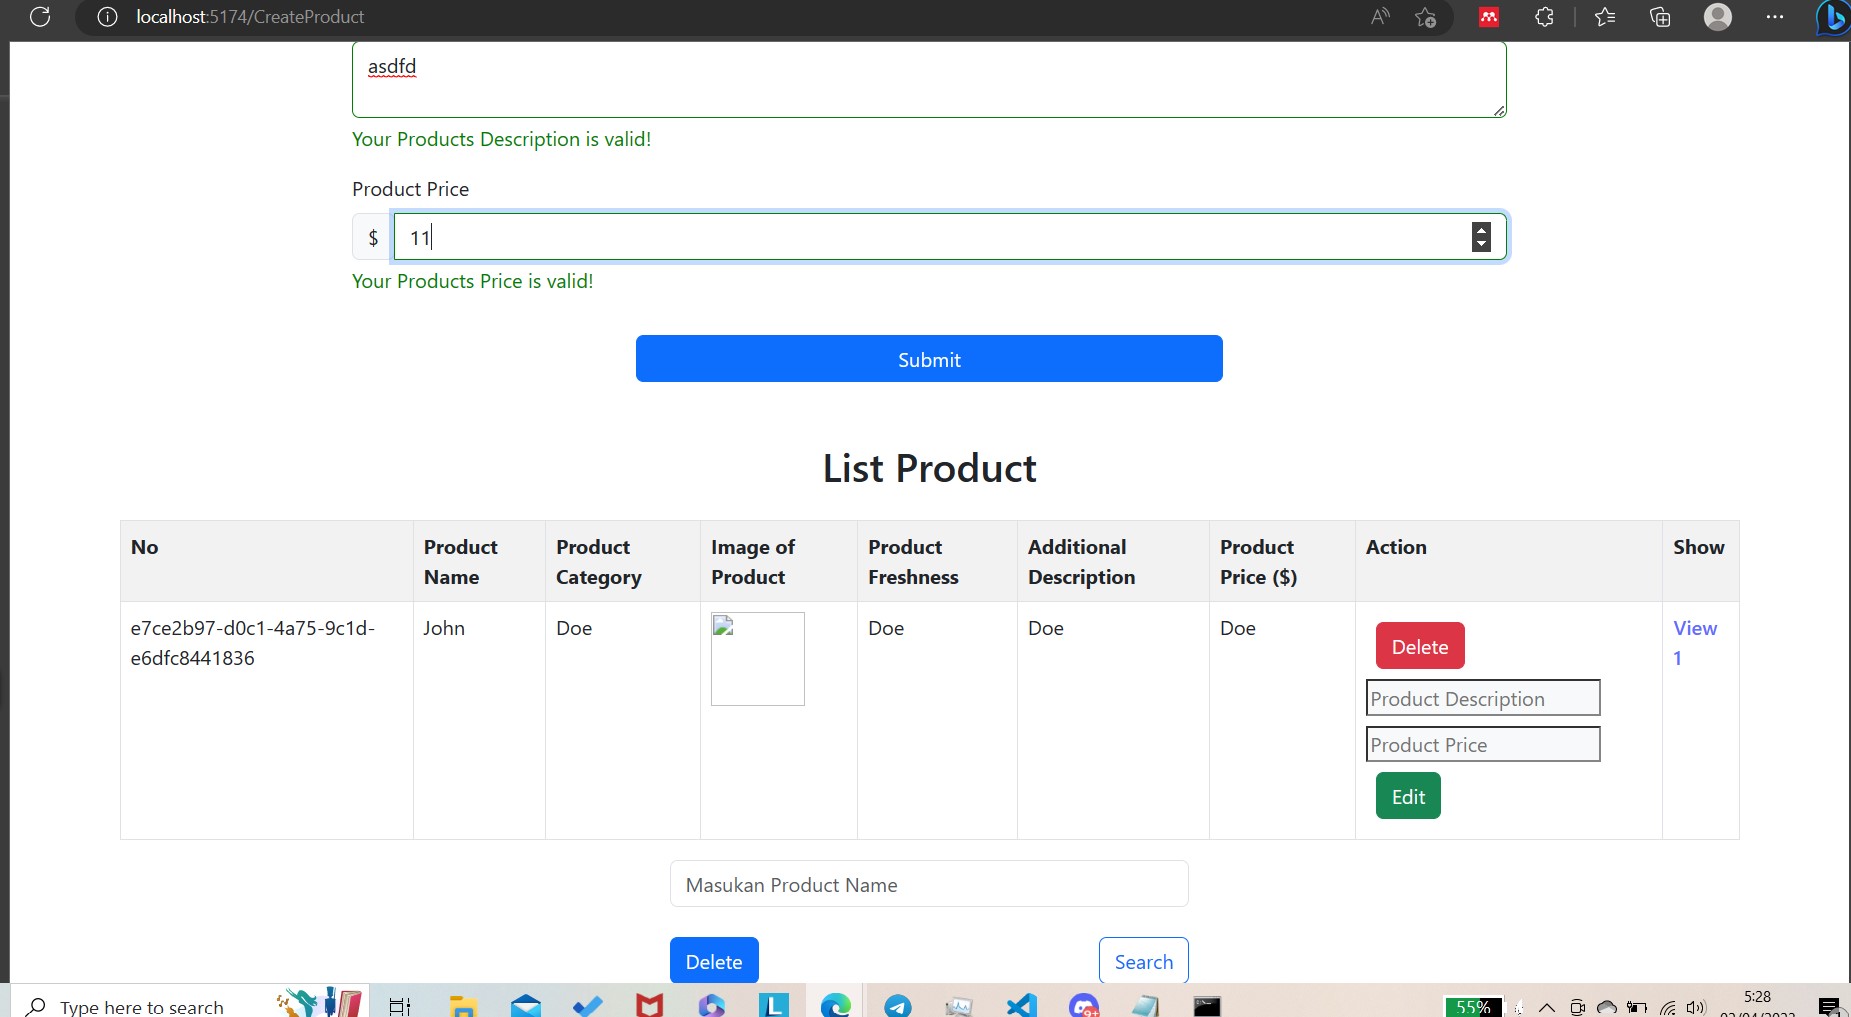 localhost:5174/CreateProduct
asdfd
Your Products Description is valid!
Product Price
$ 11
Your Products Price is valid!
Submit
List Product
No Product Name Product Category Image of Product Product Freshness Additional Description Product Price ($) Action Show
e7ce2b97-d0c1-4a75-9c1d-e6dfc8441836 John Doe Doe Doe Doe Delete View 1
Product Description
Product Price
Edit
Masukan Product Name
Delete Search
Type here to search 55% 5:28